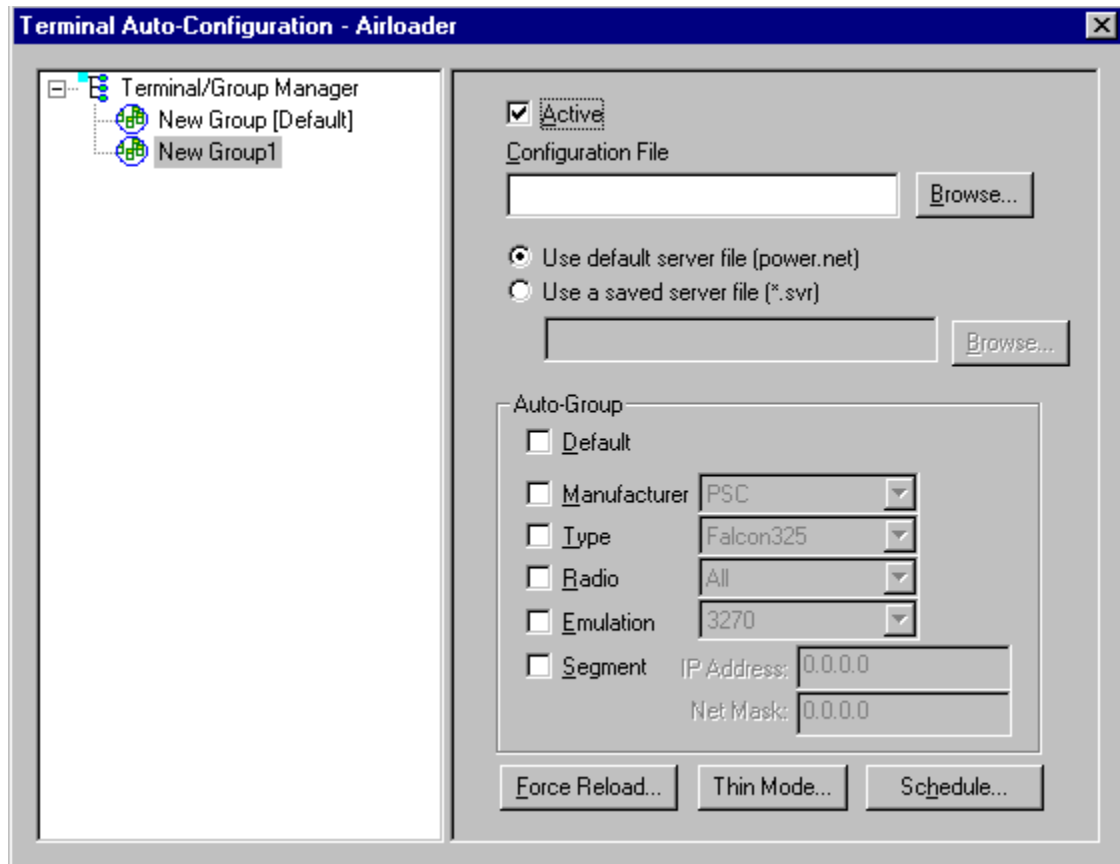 Terminal Auto-Configuration - Airloader
Terminal/Group Manager
New Group [Default]
New Group1
Active
Configuration File
Browse...
Use default server file (power.net)
Use a saved server file (*.svr)
Browse...
Auto-Group
Default
Manufacturer PSC
Type Falcon325
Radio All
Emulation 3270
Segment IP Address: 0.0.0.0
Net Mask: 0.0.0.0
Force Reload... Thin Mode... Schedule...